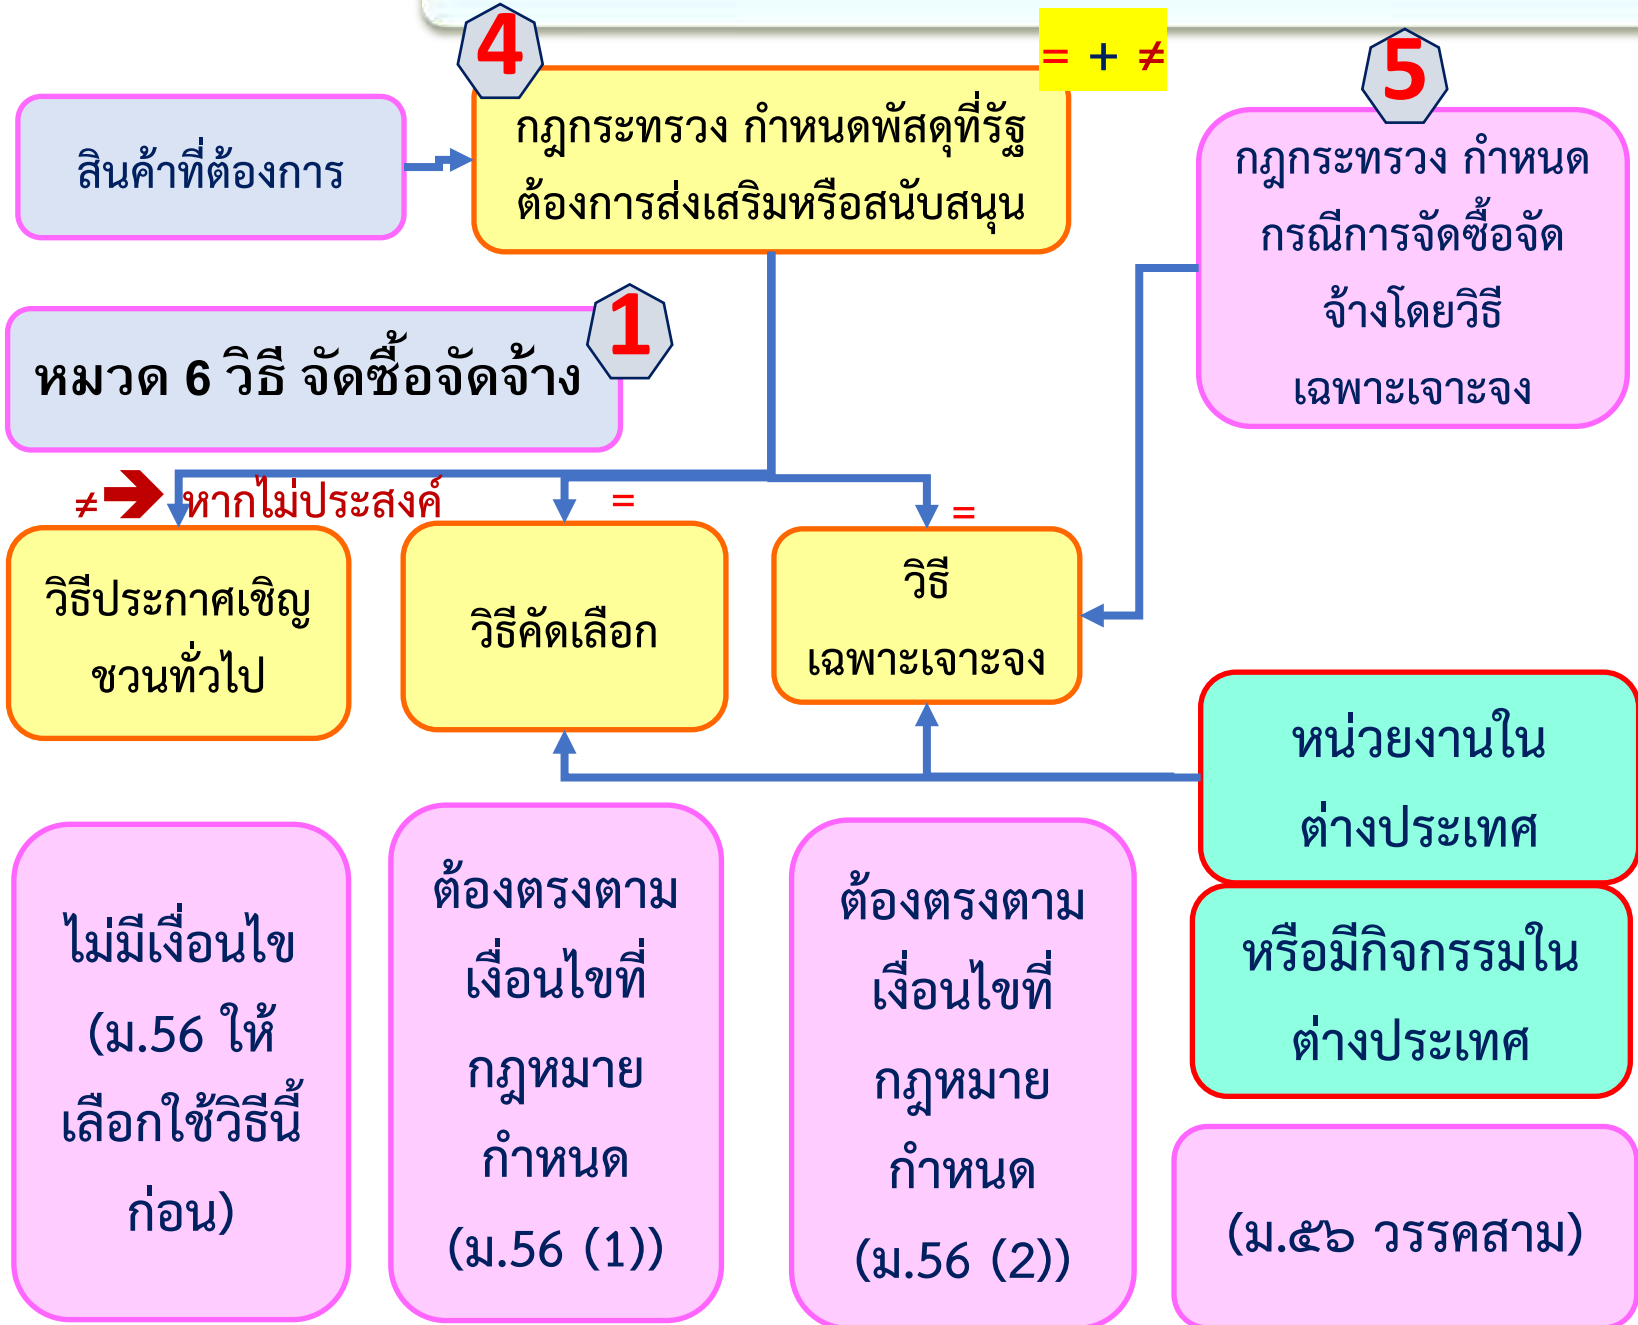 4
= + ≠
5
สินค้าที่ต้องการ
กฎกระทรวง กำหนดพัสดุที่รัฐ
ต้องการส่งเสริมหรือสนับสนุน
กฎกระทรวง กำหนด
กรณีการจัดซื้อจัด
จ้างโดยวิธี
เฉพาะเจาะจง
1
หมวด 6 วิธี จัดซื้อจัดจ้าง
≠ หากไม่ประสงค์
=
=
วิธีประกาศเชิญ
ชวนทั่วไป
วิธีคัดเลือก
วิธี
เฉพาะเจาะจง
หน่วยงานใน
ต่างประเทศ
หรือมีกิจกรรมใน
ต่างประเทศ
ไม่มีเงื่อนไข
(ม.56 ให้
เลือกใช้วิธีนี้
ก่อน)
ต้องตรงตาม
เงื่อนไขที่
กฎหมาย
กำหนด
(ม.56 (1))
ต้องตรงตาม
เงื่อนไขที่
กฎหมาย
กำหนด
(ม.56 (2))
(ม.๕๖ วรรคสาม)